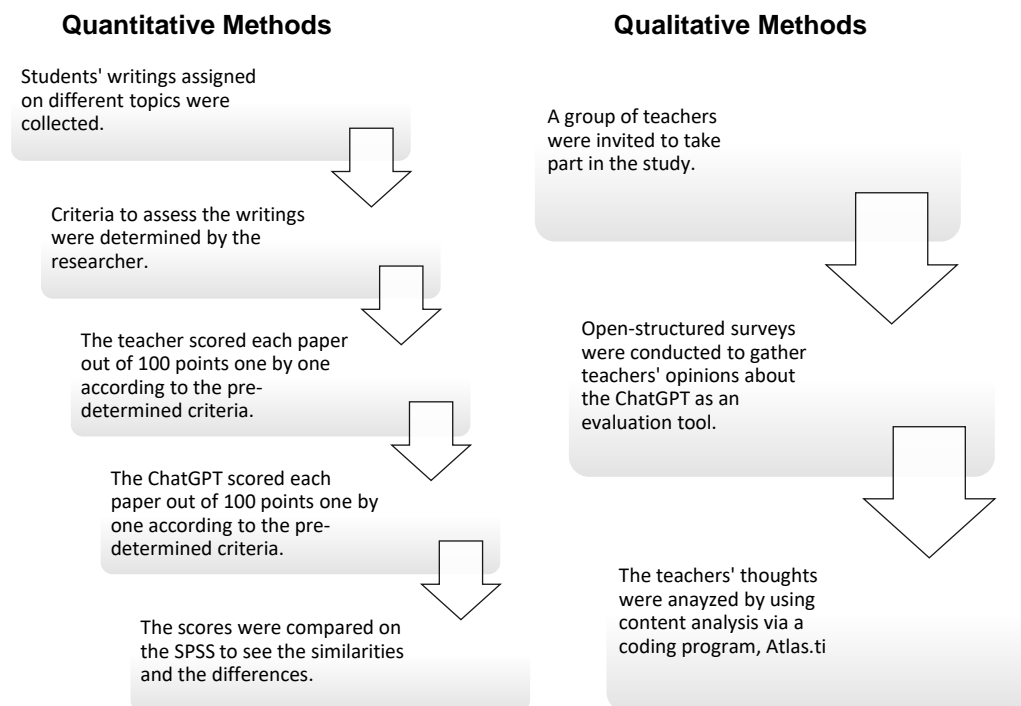 Quantitative Methods
Students' writings assigned
on different topics were
collected.
Criteria to assess the writings
were determined by the
researcher.
The teacher scored each paper
out of 100 points one by one
according to the pre-
determined criteria.
The ChatGPT scored each
paper out of 100 points one by
one according to the pre-
determined criteria.
The scores were compared on
the SPSS to see the similarities
and the differences.
Qualitative Methods
A group of teachers
were invited to take
part in the study.
Open-structured surveys
were conducted to gather
teachers' opinions about
the ChatGPT as an
evaluation tool.
The teachers' thoughts
were anayzed by using
content analysis via a
coding program, Atlas.ti